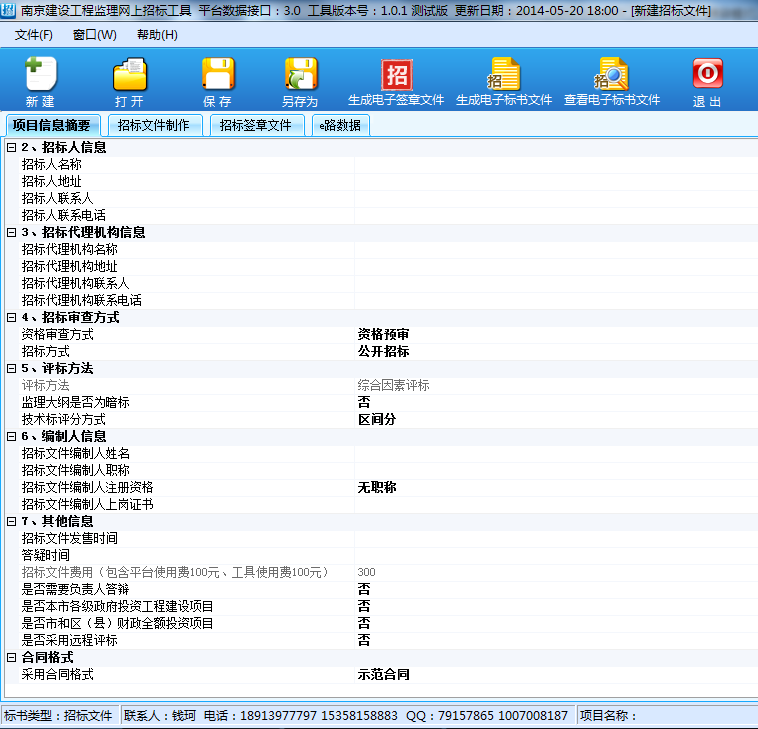 南京建设工程监理网上招标工具 平台数据接口：3.0 工具版本号：1.0.1 测试版 更新日期：2014-05-20 18:00 - [新建招标文件]
文件(F) 窗口(W) 帮助(H)
招 招 招
新 建 打 开 保 存 另存为 生成电子签章文件 生成电子标书文件 查看电子标书文件 退 出
项目信息摘要 招标文件制作 招标签章文件 e路数据
2、招标人信息
招标人名称
招标人地址
招标人联系人
招标人联系电话
3、招标代理机构信息
招标代理机构名称
招标代理机构地址
招标代理机构联系人
招标代理机构联系电话
4、招标审查方式
资格审查方式 资格预审
招标方式 公开招标
5、评标方法
评标方法 综合因素评标
监理大纲是否为暗标 否
技术标评分方式 区间分
6、编制人信息
招标文件编制人姓名
招标文件编制人职称
招标文件编制人注册资格 无职称
招标文件编制人上岗证书
7、其他信息
招标文件发售时间
答疑时间
招标文件费用（包含平台使用费100元、工具使用费100元） 300
是否需要负责人答辩 否
是否本市各级政府投资工程建设项目 否
是否市和区（县）财政全额投资项目 否
是否采用远程评标 否
合同格式
采用合同格式 示范合同
标书类型：招标文件 联系人：钱珂 电话：18913977797 15358158883 QQ：79157865 1007008187 项目名称：